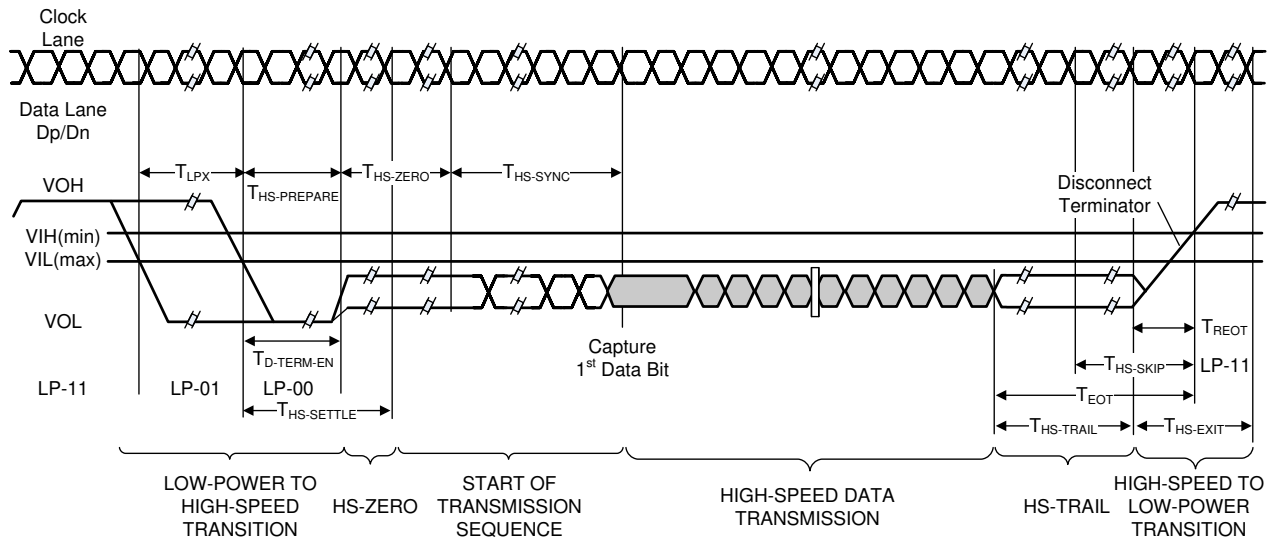 Clock
Lane
Data Lane
Dp/Dn
TLPX
THS-PREPARE
THS-ZERO
THS-SYNC
VOH
Disconnect
Terminator
VIH(min)
VIL(max)
VOL
TD-TERM-EN
Capture
1st Data Bit
TREOT
THS-SKIP
LP-11
LP-11
LP-01
LP-00
TEOT
THS-SETTLE
THS-TRAIL
THS-EXIT
LOW-POWER TO
HIGH-SPEED
TRANSITION
HS-ZERO
START OF
TRANSMISSION
SEQUENCE
HIGH-SPEED DATA
TRANSMISSION
HS-TRAIL
HIGH-SPEED TO
LOW-POWER
TRANSITION